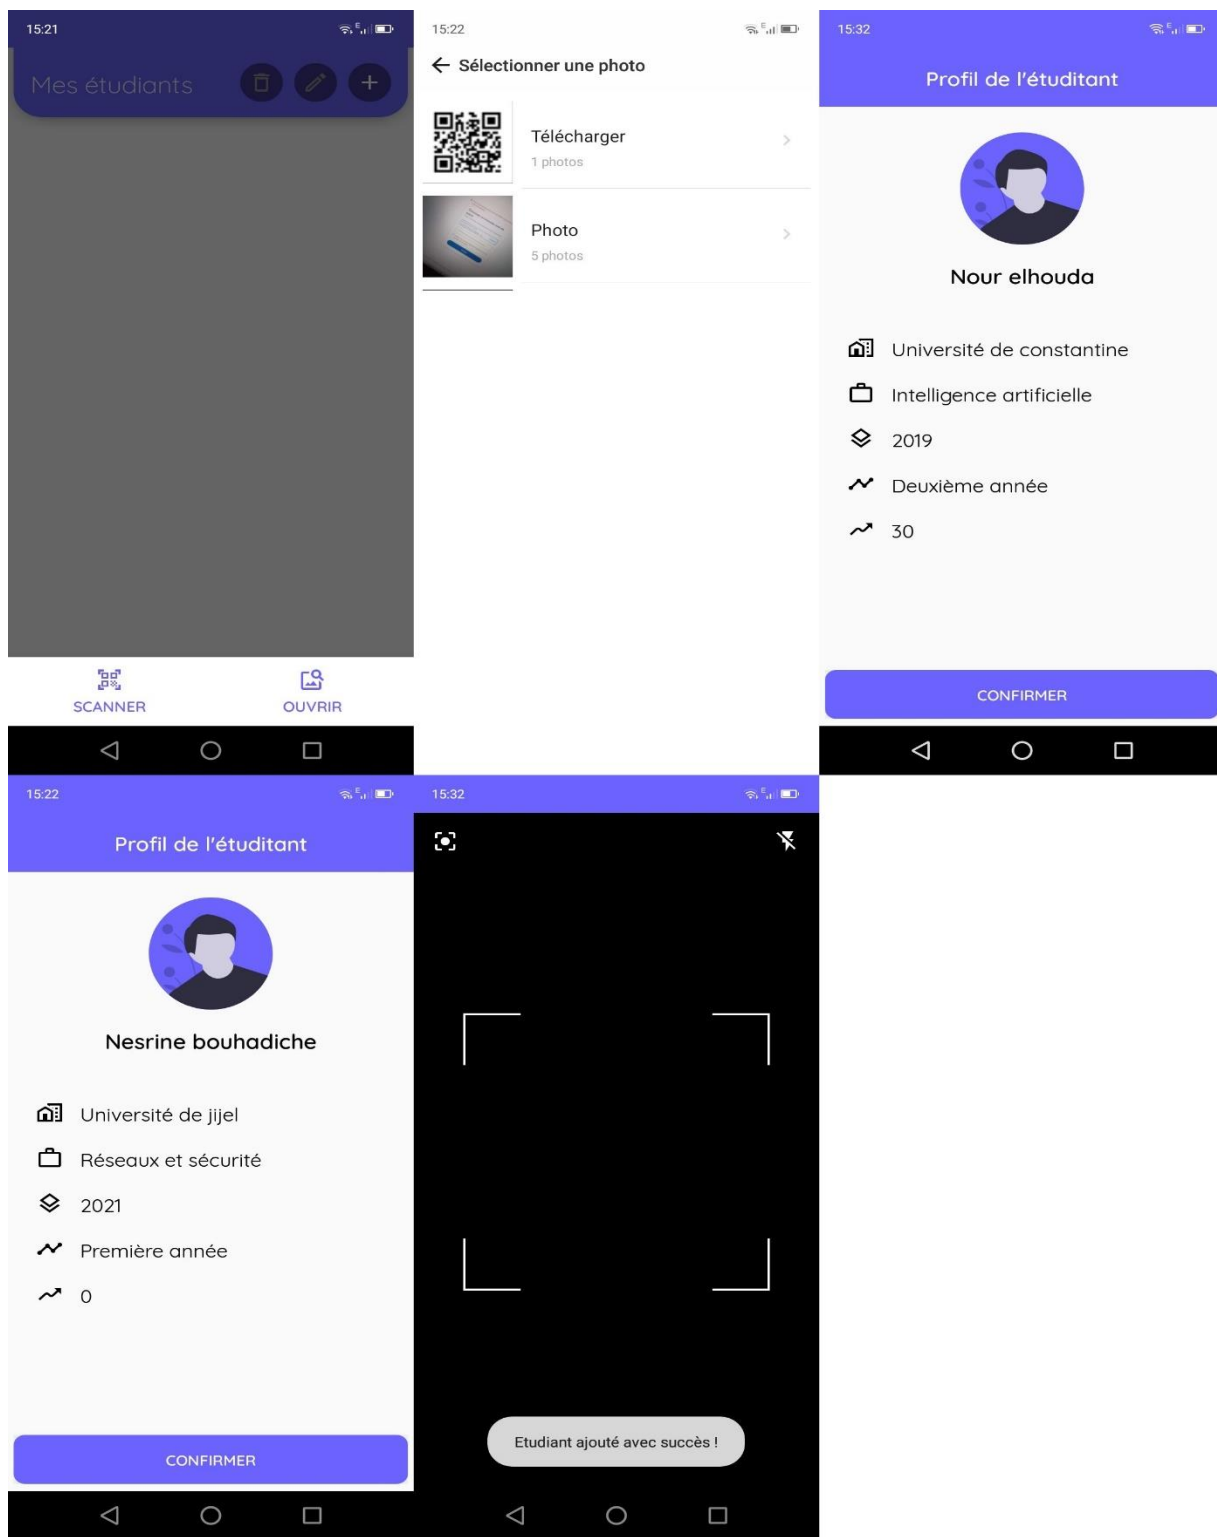 15:21
E
Mes étudiants
SCANNER
OUVRIR
15:22
E
Sélectionner une photo
Télécharger
1 photos
Photo
5 photos
15:32
E
Profil de l'étuditant
Nour elhouda
Université de constantine
Intelligence artificielle
2019
Deuxième année
30
CONFIRMER
15:22
E
Profil de l'étuditant
Nesrine bouhadiche
Université de jijel
Réseaux et sécurité
2021
Première année
0
CONFIRMER
15:32
E
Etudiant ajouté avec succès !